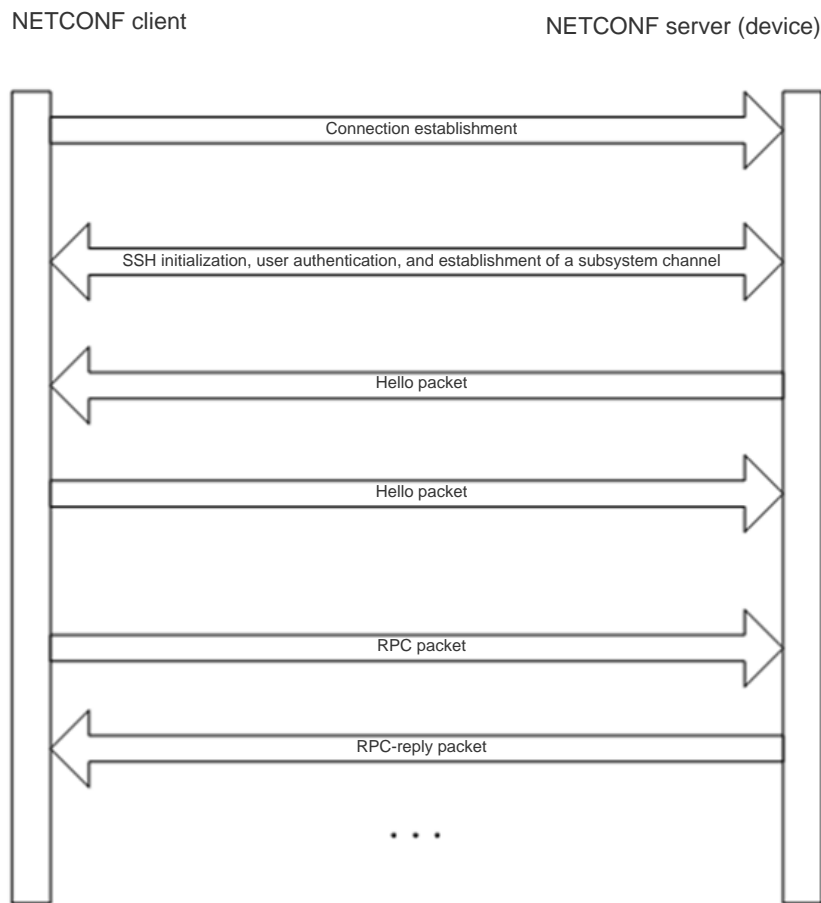 NETCONF client
NETCONF server (device)
Connection establishment
SSH initialization, user authentication, and establishment of a subsystem channel
Hello packet
Hello packet
RPC packet
RPC-reply packet
...